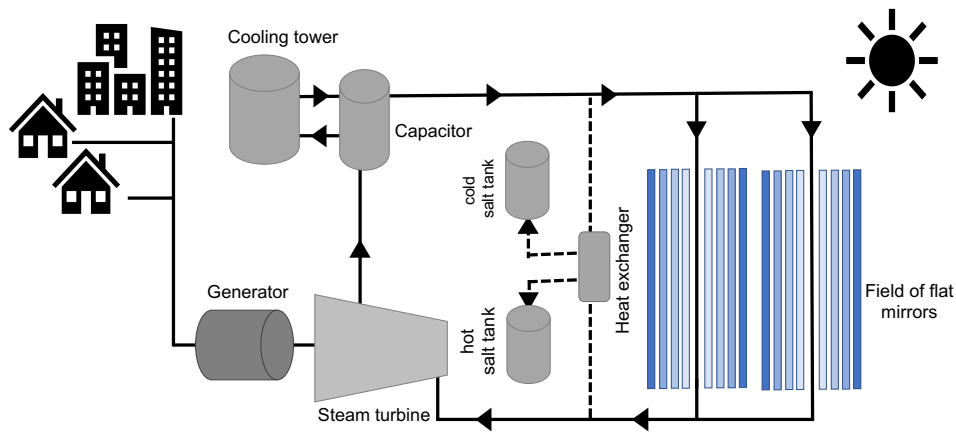 Cooling tower
Capacitor
cold
salt tank
Heat exchanger
Generator
Field of flat
mirrors
hot
salt tank
Steam turbine